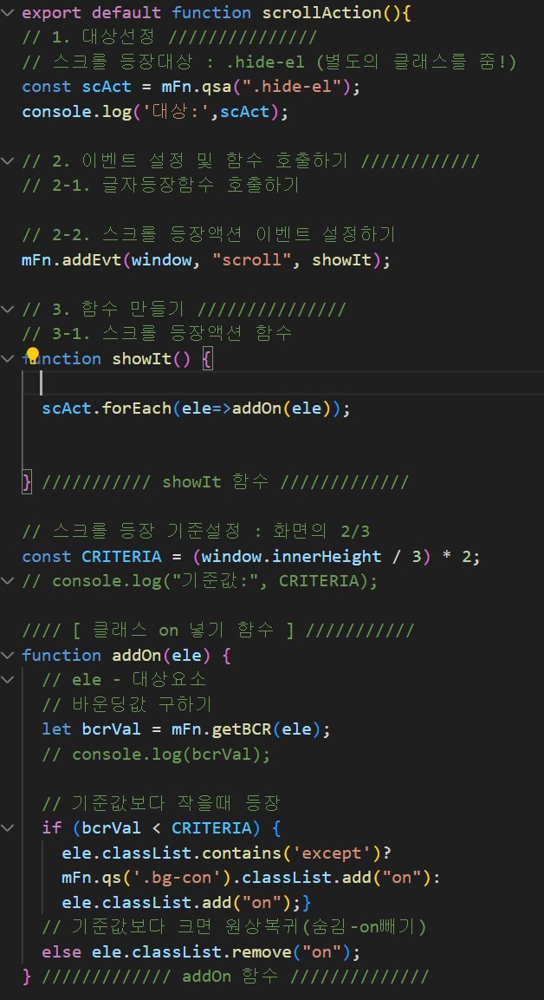 export default function scrollAction(){
// 1. 대상선정 ///////////////
// 스크롤 등장대상 : .hide-el (별도의 클래스를 줌!)
const scAct = mFn.qsa(".hide-el");
console.log('대상:',scAct);
// 2. 이벤트 설정 및 함수 호출하기 ////////////
// 2-1. 글자등장함수 호출하기
// 2-2. 스크롤 등장액션 이벤트 설정하기
mFn.addEvt(window, "scroll", showIt);
// 3. 함수 만들기 ///////////////
// 3-1. 스크롤 등장액션 함수
function showIt() {
scAct.forEach(ele=>addOn(ele));
} /////////// showIt 함수 /////////////
// 스크롤 등장 기준설정 : 화면의 2/3
const CRITERIA = (window.innerHeight / 3) * 2;
// console.log("기준값:", CRITERIA);
//// [ 클래스 on 넣기 함수 ] ///////////
function addOn(ele) {
// ele - 대상요소
// 바운딩값 구하기
let bcrVal = mFn.getBCR(ele);
// console.log(bcrVal);
// 기준값보다 작을때 등장
if (bcrVal < CRITERIA) {
ele.classList.contains('except')?
mFn.qs('.bg-con').classList.add("on"):
ele.classList.add("on");}
// 기준값보다 크면 원상복귀(숨김-on빼기)
else ele.classList.remove("on");
} ///////////// addOn 함수 //////////////